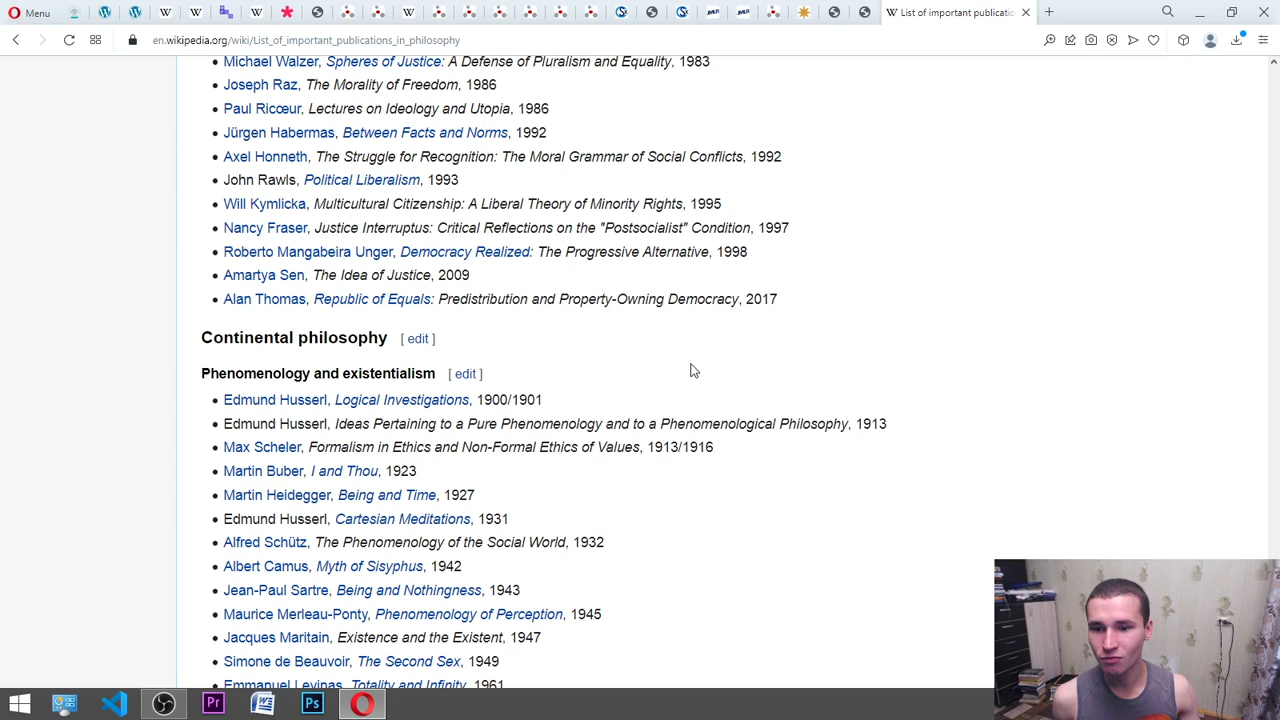 Menu
List of important publicatio
en.wikipedia.org/wiki/List_of_important_publications_in_philosophy
• Michael Walzer, Spheres of Justice: A Defense of Pluralism and Equality, 1983
• Joseph Raz, The Morality of Freedom, 1986
• Paul Ricœur, Lectures on Ideology and Utopia, 1986
• Jürgen Habermas, Between Facts and Norms, 1992
• Axel Honneth, The Struggle for Recognition: The Moral Grammar of Social Conflicts, 1992
• John Rawls, Political Liberalism, 1993
• Will Kymlicka, Multicultural Citizenship: A Liberal Theory of Minority Rights, 1995
• Nancy Fraser, Justice Interruptus: Critical Reflections on the "Postsocialist" Condition, 1997
• Roberto Mangabeira Unger, Democracy Realized: The Progressive Alternative, 1998
• Amartya Sen, The Idea of Justice, 2009
• Alan Thomas, Republic of Equals: Predistribution and Property-Owning Democracy, 2017
Continental philosophy [ edit ]
Phenomenology and existentialism [ edit ]
• Edmund Husserl, Logical Investigations, 1900/1901
• Edmund Husserl, Ideas Pertaining to a Pure Phenomenology and to a Phenomenological Philosophy, 1913
• Max Scheler, Formalism in Ethics and Non-Formal Ethics of Values, 1913/1916
• Martin Buber, I and Thou, 1923
• Martin Heidegger, Being and Time, 1927
• Edmund Husserl, Cartesian Meditations, 1931
• Alfred Schütz, The Phenomenology of the Social World, 1932
• Albert Camus, Myth of Sisyphus, 1942
• Jean-Paul Sartre, Being and Nothingness, 1943
• Maurice Merleau-Ponty, Phenomenology of Perception, 1945
• Jacques Maritain, Existence and the Existent, 1947
• Simone de Beauvoir, The Second Sex, 1949
• Emmanuel Levinas, Totality and Infinity, 1961
Pr
Ps